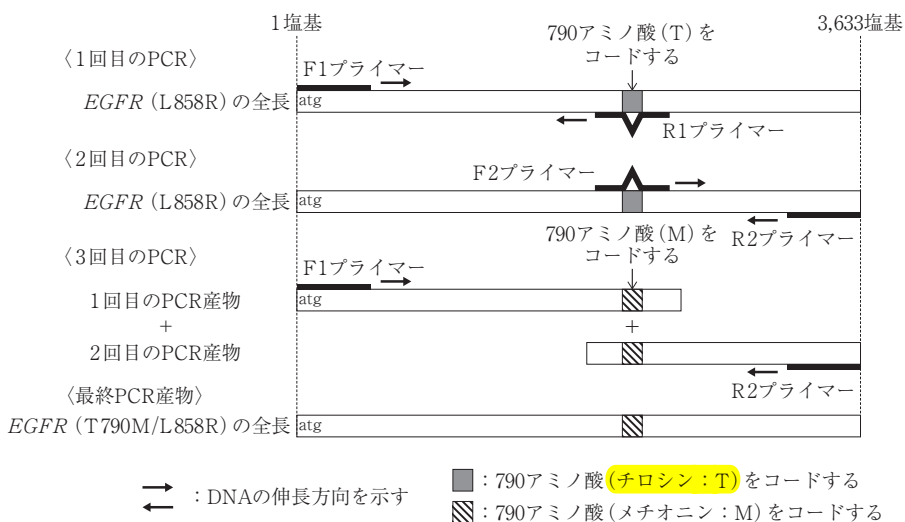 1塩基
790アミノ酸(T)を
コードする
3,633塩基
〈1回目のPCR〉
F1プライマー
EGFR (L858R) の全長
atg
R1プライマー
〈2回目のPCR〉
F2プライマー
EGFR (L858R) の全長
atg
790アミノ酸(M)を
コードする
R2プライマー
〈3回目のPCR〉
F1プライマー
1回目のPCR産物
atg
+
+
2回目のPCR産物
R2プライマー
〈最終PCR産物〉
EGFR (T790M/L858R) の全長
atg
:DNAの伸長方向を示す
:790アミノ酸(チロシン:T)をコードする
:790アミノ酸(メチオニン:M)をコードする